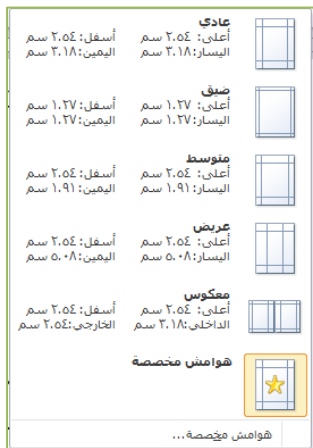 عادي
أعلى: ٢.٥٤ سم أسفل: ٢.٥٤ سم
اليسار: ٣.١٨ سم اليمين: ٣.١٨ سم
ضيق
أعلى: ١.٢٧ سم أسفل: ١.٢٧ سم
اليسار: ١.٢٧ سم اليمين: ١.٢٧ سم
متوسط
أعلى: ٢.٥٤ سم أسفل: ٢.٥٤ سم
اليسار: ١.٩١ سم اليمين: ١.٩١ سم
عريض
أعلى: ٢.٥٤ سم أسفل: ٢.٥٤ سم
اليسار: ٥.٠٨ سم اليمين: ٥.٠٨ سم
معكوس
أعلى: ٢.٥٤ سم أسفل: ٢.٥٤ سم
الداخلي: ٣.١٨ سم الخارجي: ٢.٥٤ سم
هوامش مخصصة
هوامش مخصصة...